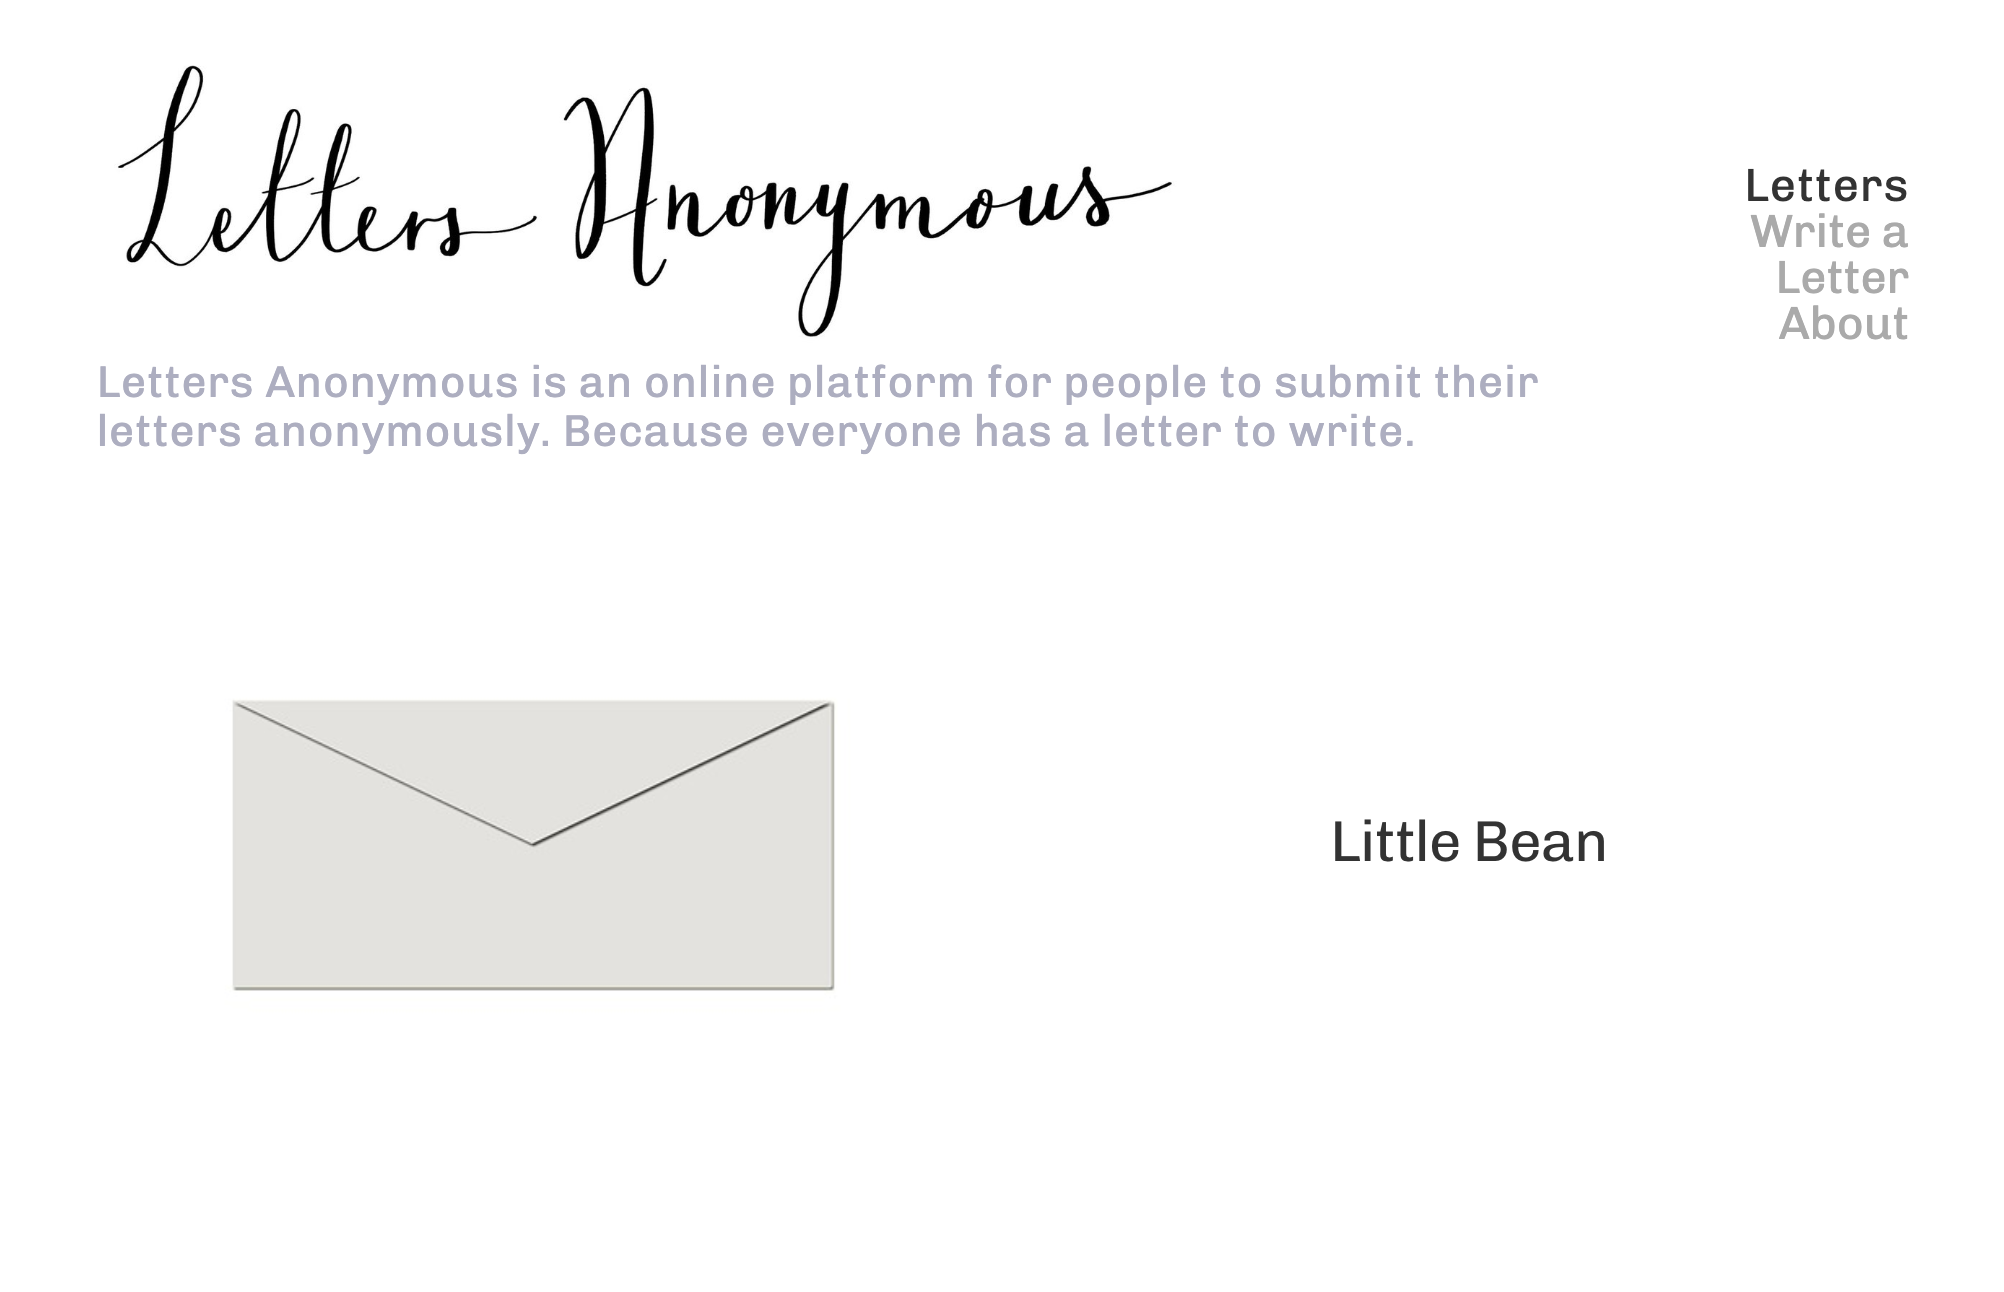 Letters Anonymous
Letters
Write a
Letter
About
Letters Anonymous is an online platform for people to submit their
letters anonymously. Because everyone has a letter to write.
Little Bean